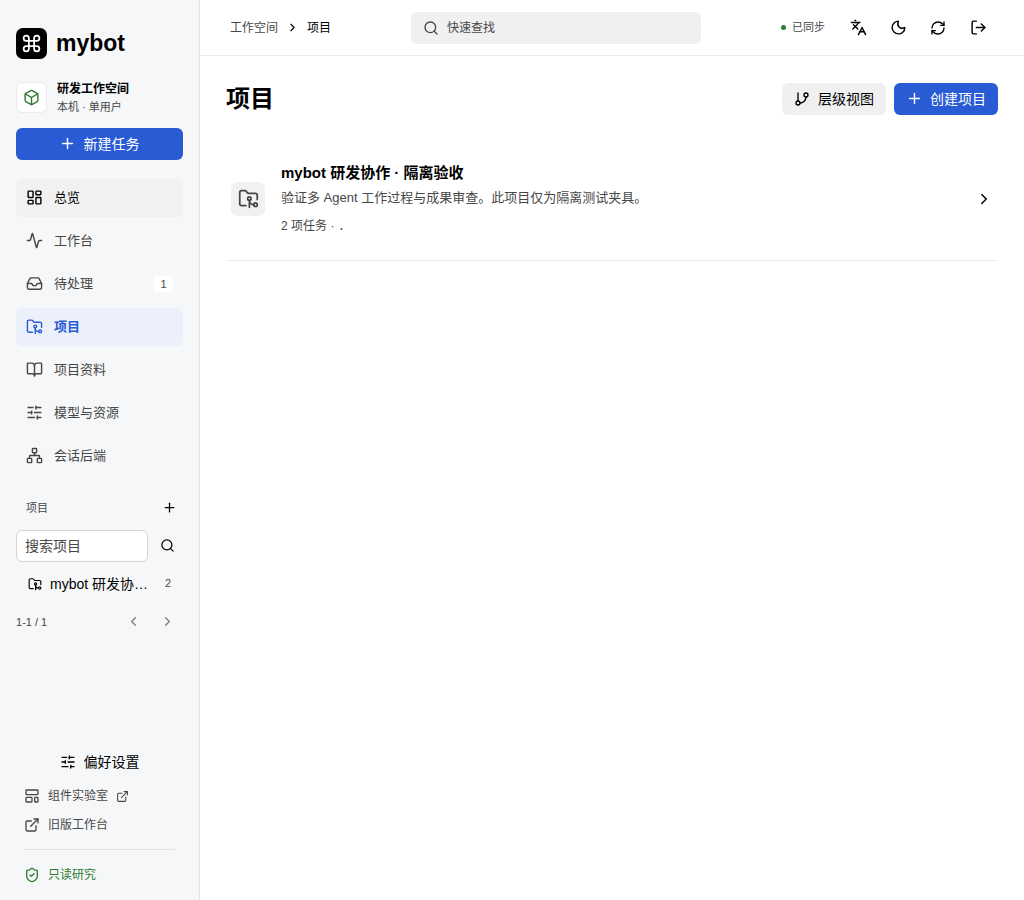 mybot
研发工作空间
本机 · 单用户
新建任务
总览
工作台
待处理 1
项目
项目资料
模型与资源
会话后端
项目
搜索项目
mybot 研发协… 2
1-1 / 1
偏好设置
组件实验室
旧版工作台
只读研究
工作空间 项目
快速查找
已同步
项目
层级视图
创建项目
mybot 研发协作 · 隔离验收
验证多 Agent 工作过程与成果审查。此项目仅为隔离测试夹具。
2 项任务 · .